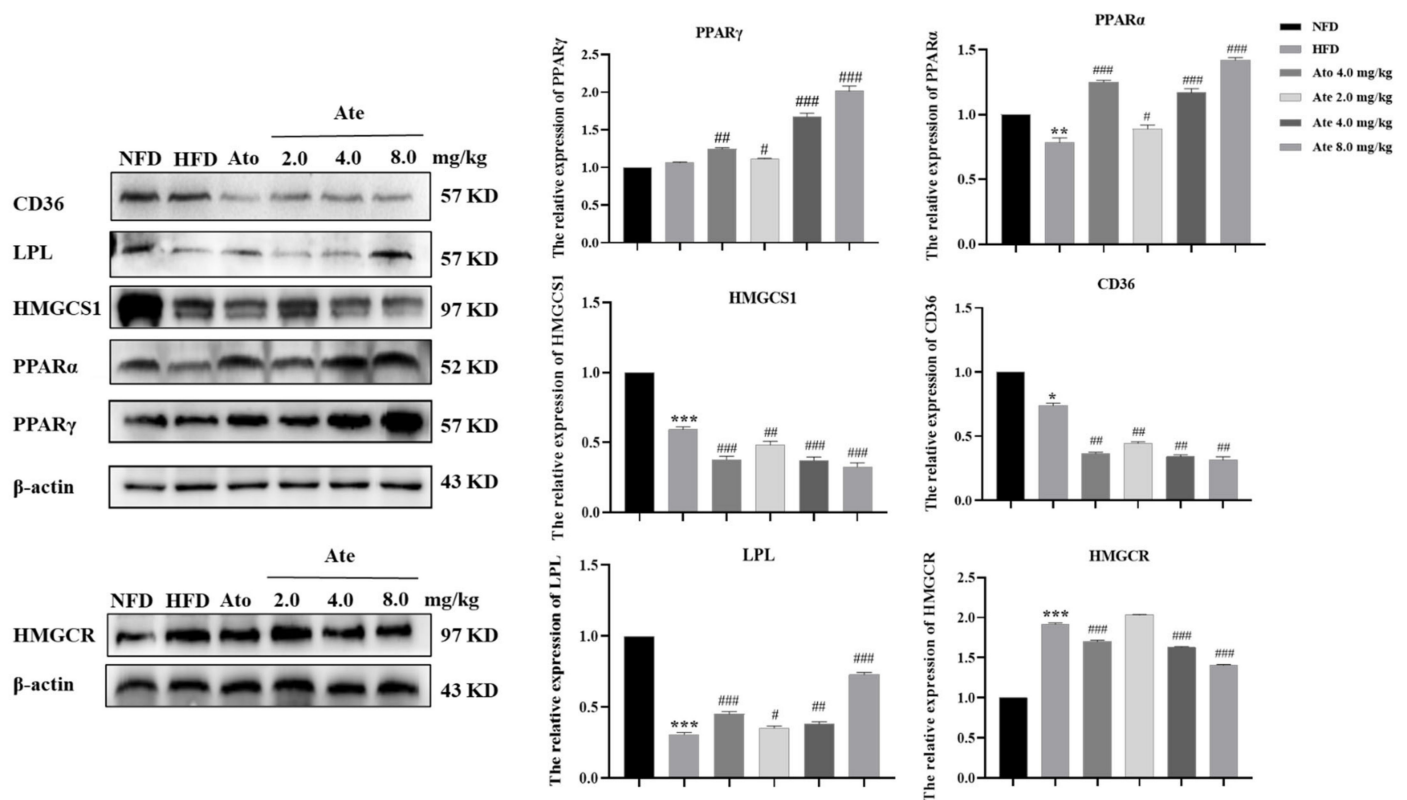 Ate
NFD HFD Ato 2.0 4.0 8.0 mg/kg
CD36 57 KD
LPL 57 KD
HMGCS1 97 KD
PPARα 52 KD
PPARγ 57 KD
β-actin 43 KD
Ate
NFD HFD Ato 2.0 4.0 8.0 mg/kg
HMGCR 97 KD
β-actin 43 KD
PPARγ
The relative expression of PPARγ
2.5
2.0
1.5
1.0
0.5
0.0
## # ### ###
PPARα
The relative expression of PPARα
1.5
1.0
0.5
0.0
** ### # ### ###
NFD
HFD
Ato 4.0 mg/kg
Ate 2.0 mg/kg
Ate 4.0 mg/kg
Ate 8.0 mg/kg
HMGCS1
The relative expression of HMGCS1
1.5
1.0
0.5
0.0
*** ### ## ### ###
CD36
The relative expression of CD36
1.5
1.0
0.5
0.0
* ## ## ## ##
LPL
The relative expression of LPL
1.5
1.0
0.5
0.0
*** ### # ## ###
HMGCR
The relative expression of HMGCR
2.5
2.0
1.5
1.0
0.5
0.0
*** ### ### ###